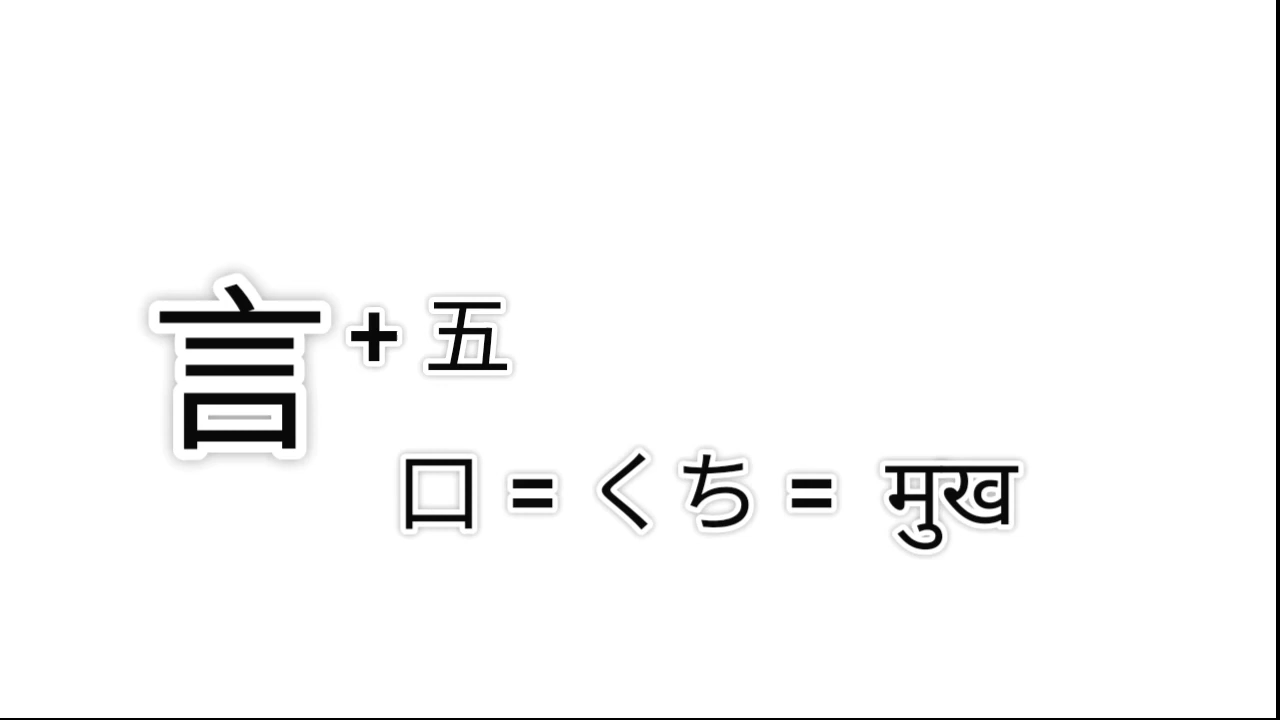 言 + 五
口 = くち = मुख